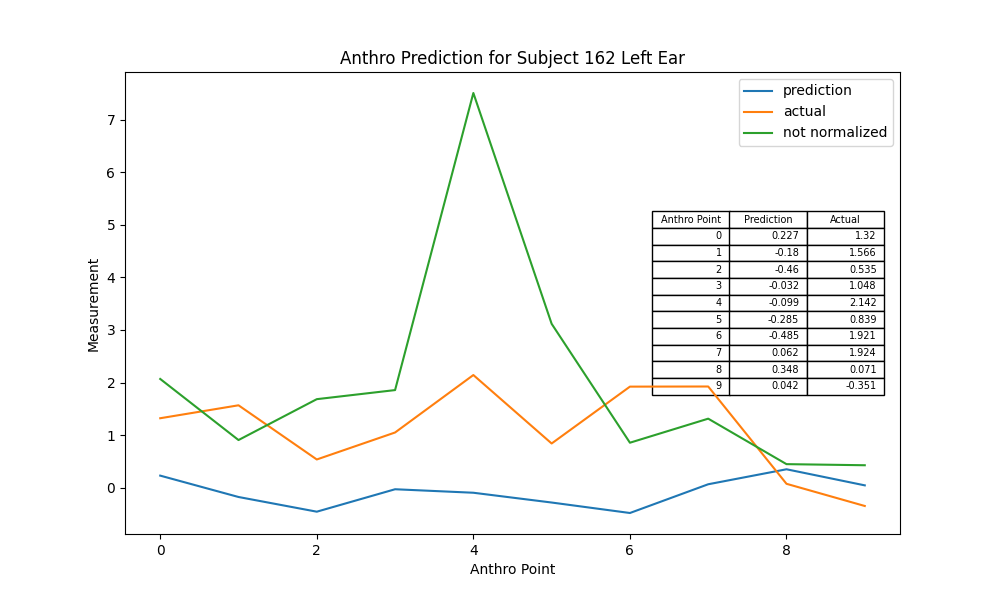 Anthro Prediction for Subject 162 Left Ear
prediction
actual
not normalized
Measurement
7
6
5
4
3
2
1
0
Anthro Point Prediction Actual
0 0.227 1.32
1 -0.18 1.566
2 -0.46 0.535
3 -0.032 1.048
4 -0.099 2.142
5 -0.285 0.839
6 -0.485 1.921
7 0.062 1.924
8 0.348 0.071
9 0.042 -0.351
0 2 4 6 8
Anthro Point